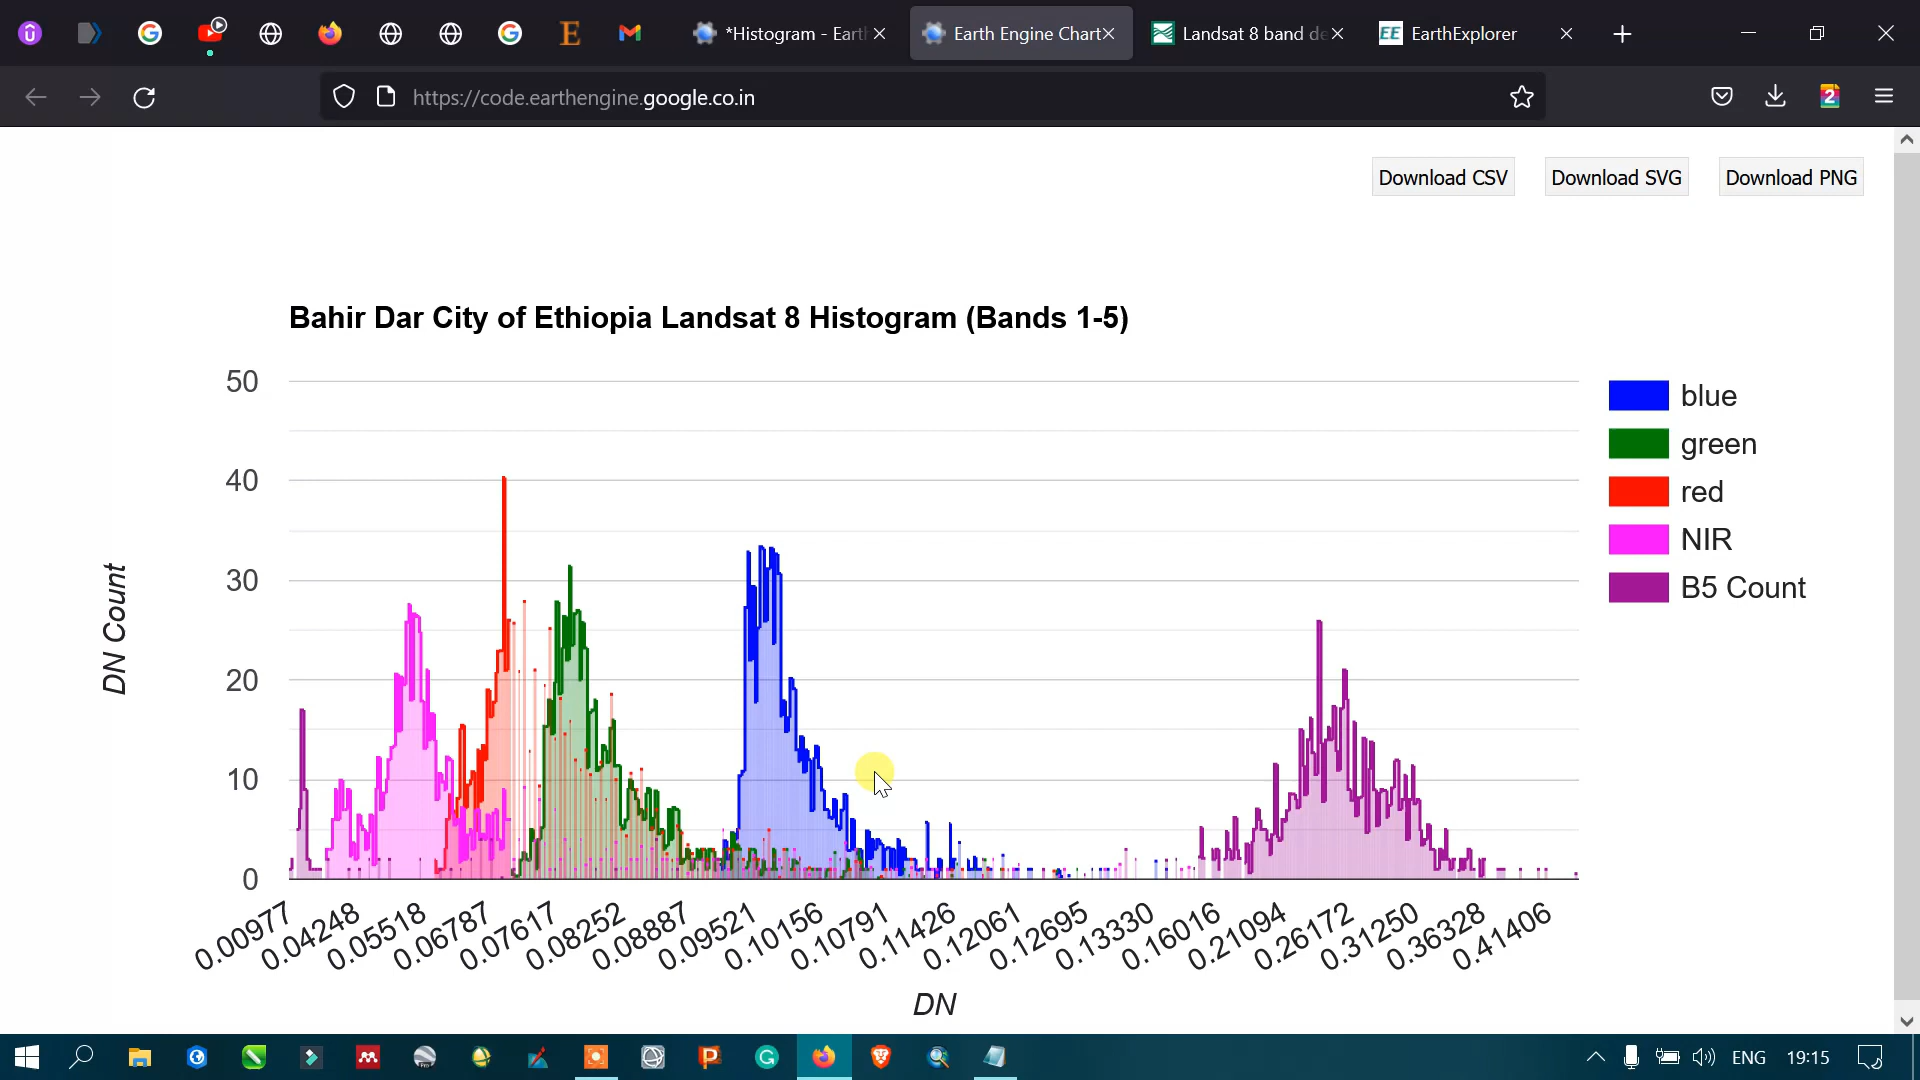 *Histogram - Eart
Earth Engine Chart
Landsat 8 band de
EE EarthExplorer
https://code.earthengine.google.co.in
2
Download CSV
Download SVG
Download PNG
Bahir Dar City of Ethiopia Landsat 8 Histogram (Bands 1-5)
50
40
30
20
10
0
DN Count
blue
green
red
NIR
B5 Count
0.00977
0.04248
0.05518
0.06787
0.07617
0.08252
0.08887
0.09521
0.10156
0.10791
0.11426
0.12061
0.12695
0.13330
0.16016
0.21094
0.26172
0.31250
0.36328
0.41406
DN
ENG
19:15